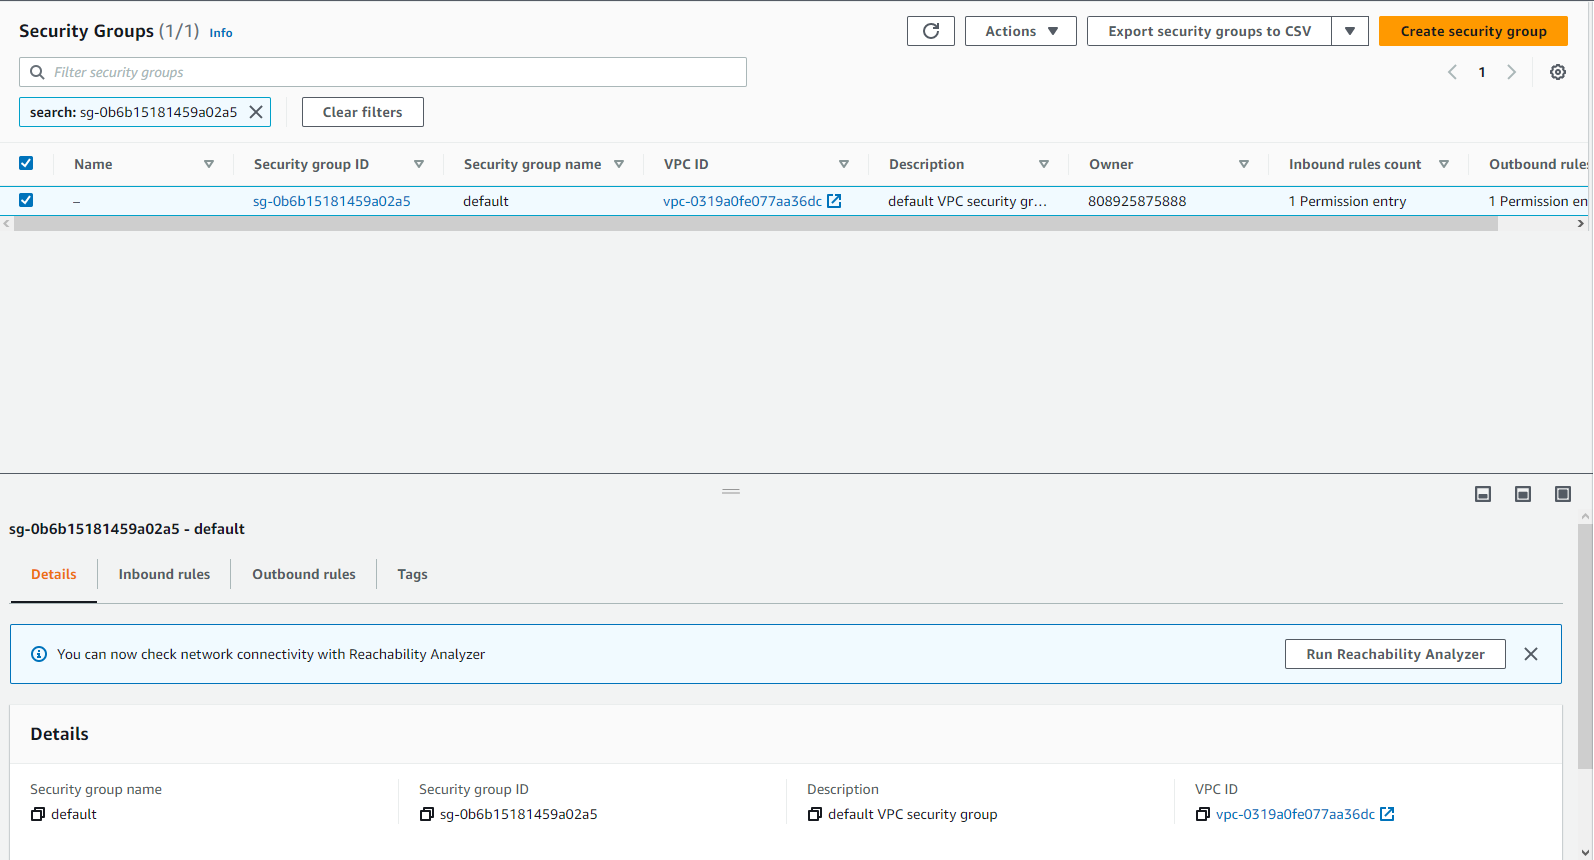 Security Groups (1/1) Info
Actions
Export security groups to CSV
Create security group
Filter security groups
1
search: sg-0b6b15181459a02a5
Clear filters
Name Security group ID Security group name VPC ID Description Owner Inbound rules count Outbound rules
– sg-0b6b15181459a02a5 default vpc-0319a0fe077aa36dc default VPC security gr... 808925875888 1 Permission entry 1 Permission en
sg-0b6b15181459a02a5 - default
Details Inbound rules Outbound rules Tags
You can now check network connectivity with Reachability Analyzer Run Reachability Analyzer
Details
Security group name Security group ID Description VPC ID
default sg-0b6b15181459a02a5 default VPC security group vpc-0319a0fe077aa36dc